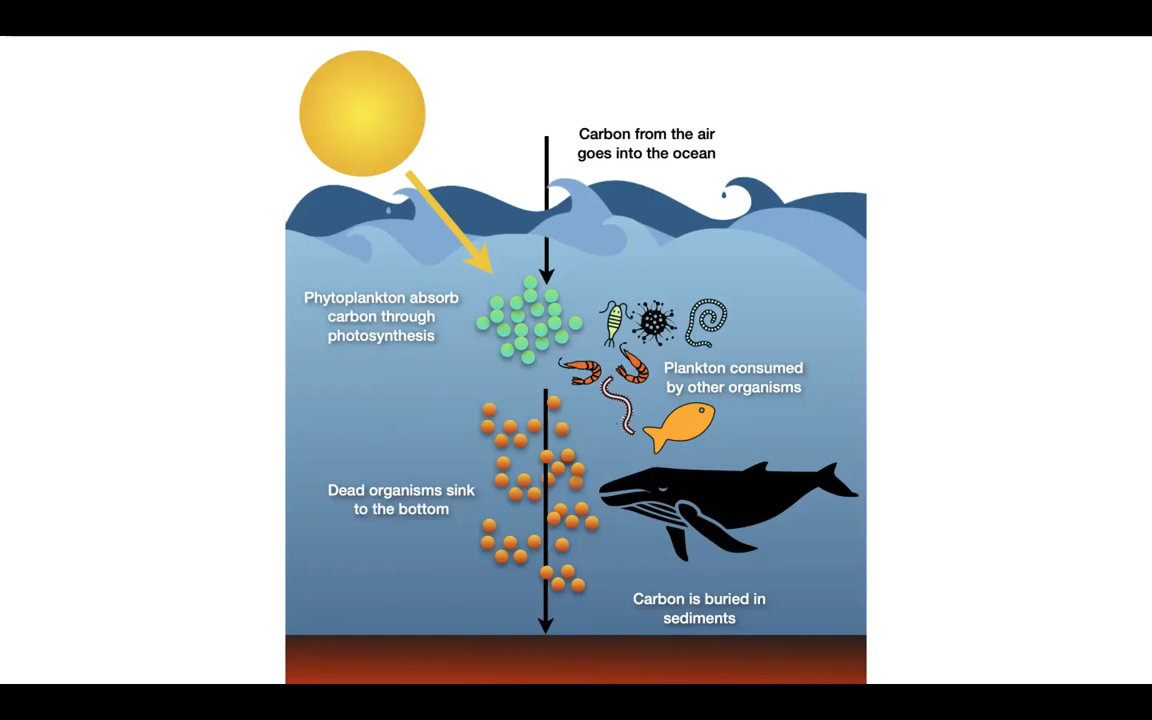 Carbon from the air
goes into the ocean
Phytoplankton absorb
carbon through
photosynthesis
Plankton consumed
by other organisms
Dead organisms sink
to the bottom
Carbon is buried in
sediments